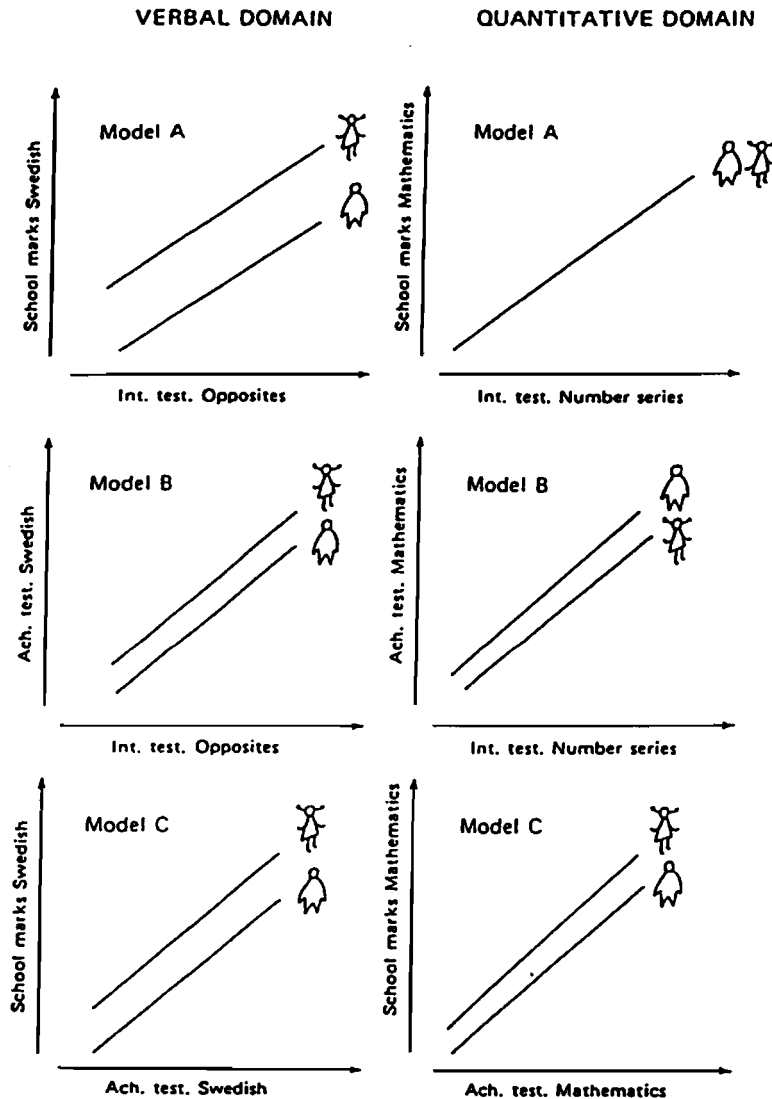 VERBAL DOMAIN
QUANTITATIVE DOMAIN
Model A
School marks Swedish
Int. test. Opposites
Model A
School marks Mathematics
Int. test. Number series
Model B
Ach. test. Swedish
Int. test. Opposites
Model B
Ach. test. Mathematics
Int. test. Number series
Model C
School marks Swedish
Ach. test. Swedish
Model C
School marks Mathematics
Ach. test. Mathematics